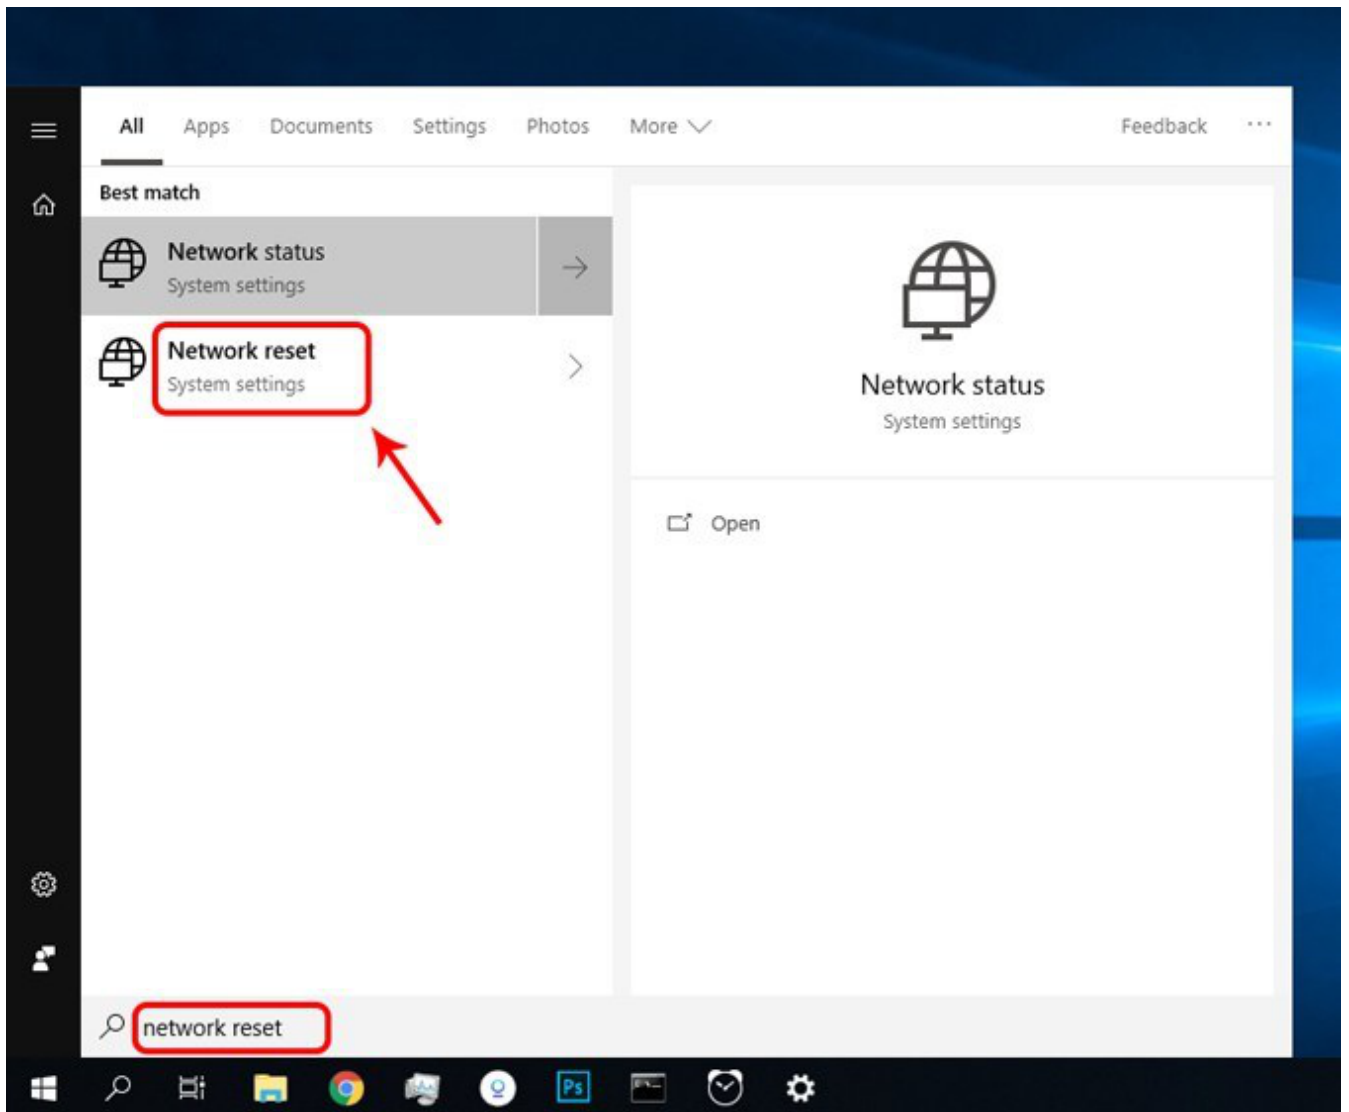 All Apps Documents Settings Photos More Feedback ...
Best match
Network status
System settings
Network reset
System settings
Network status
System settings
Open
network reset
Ps